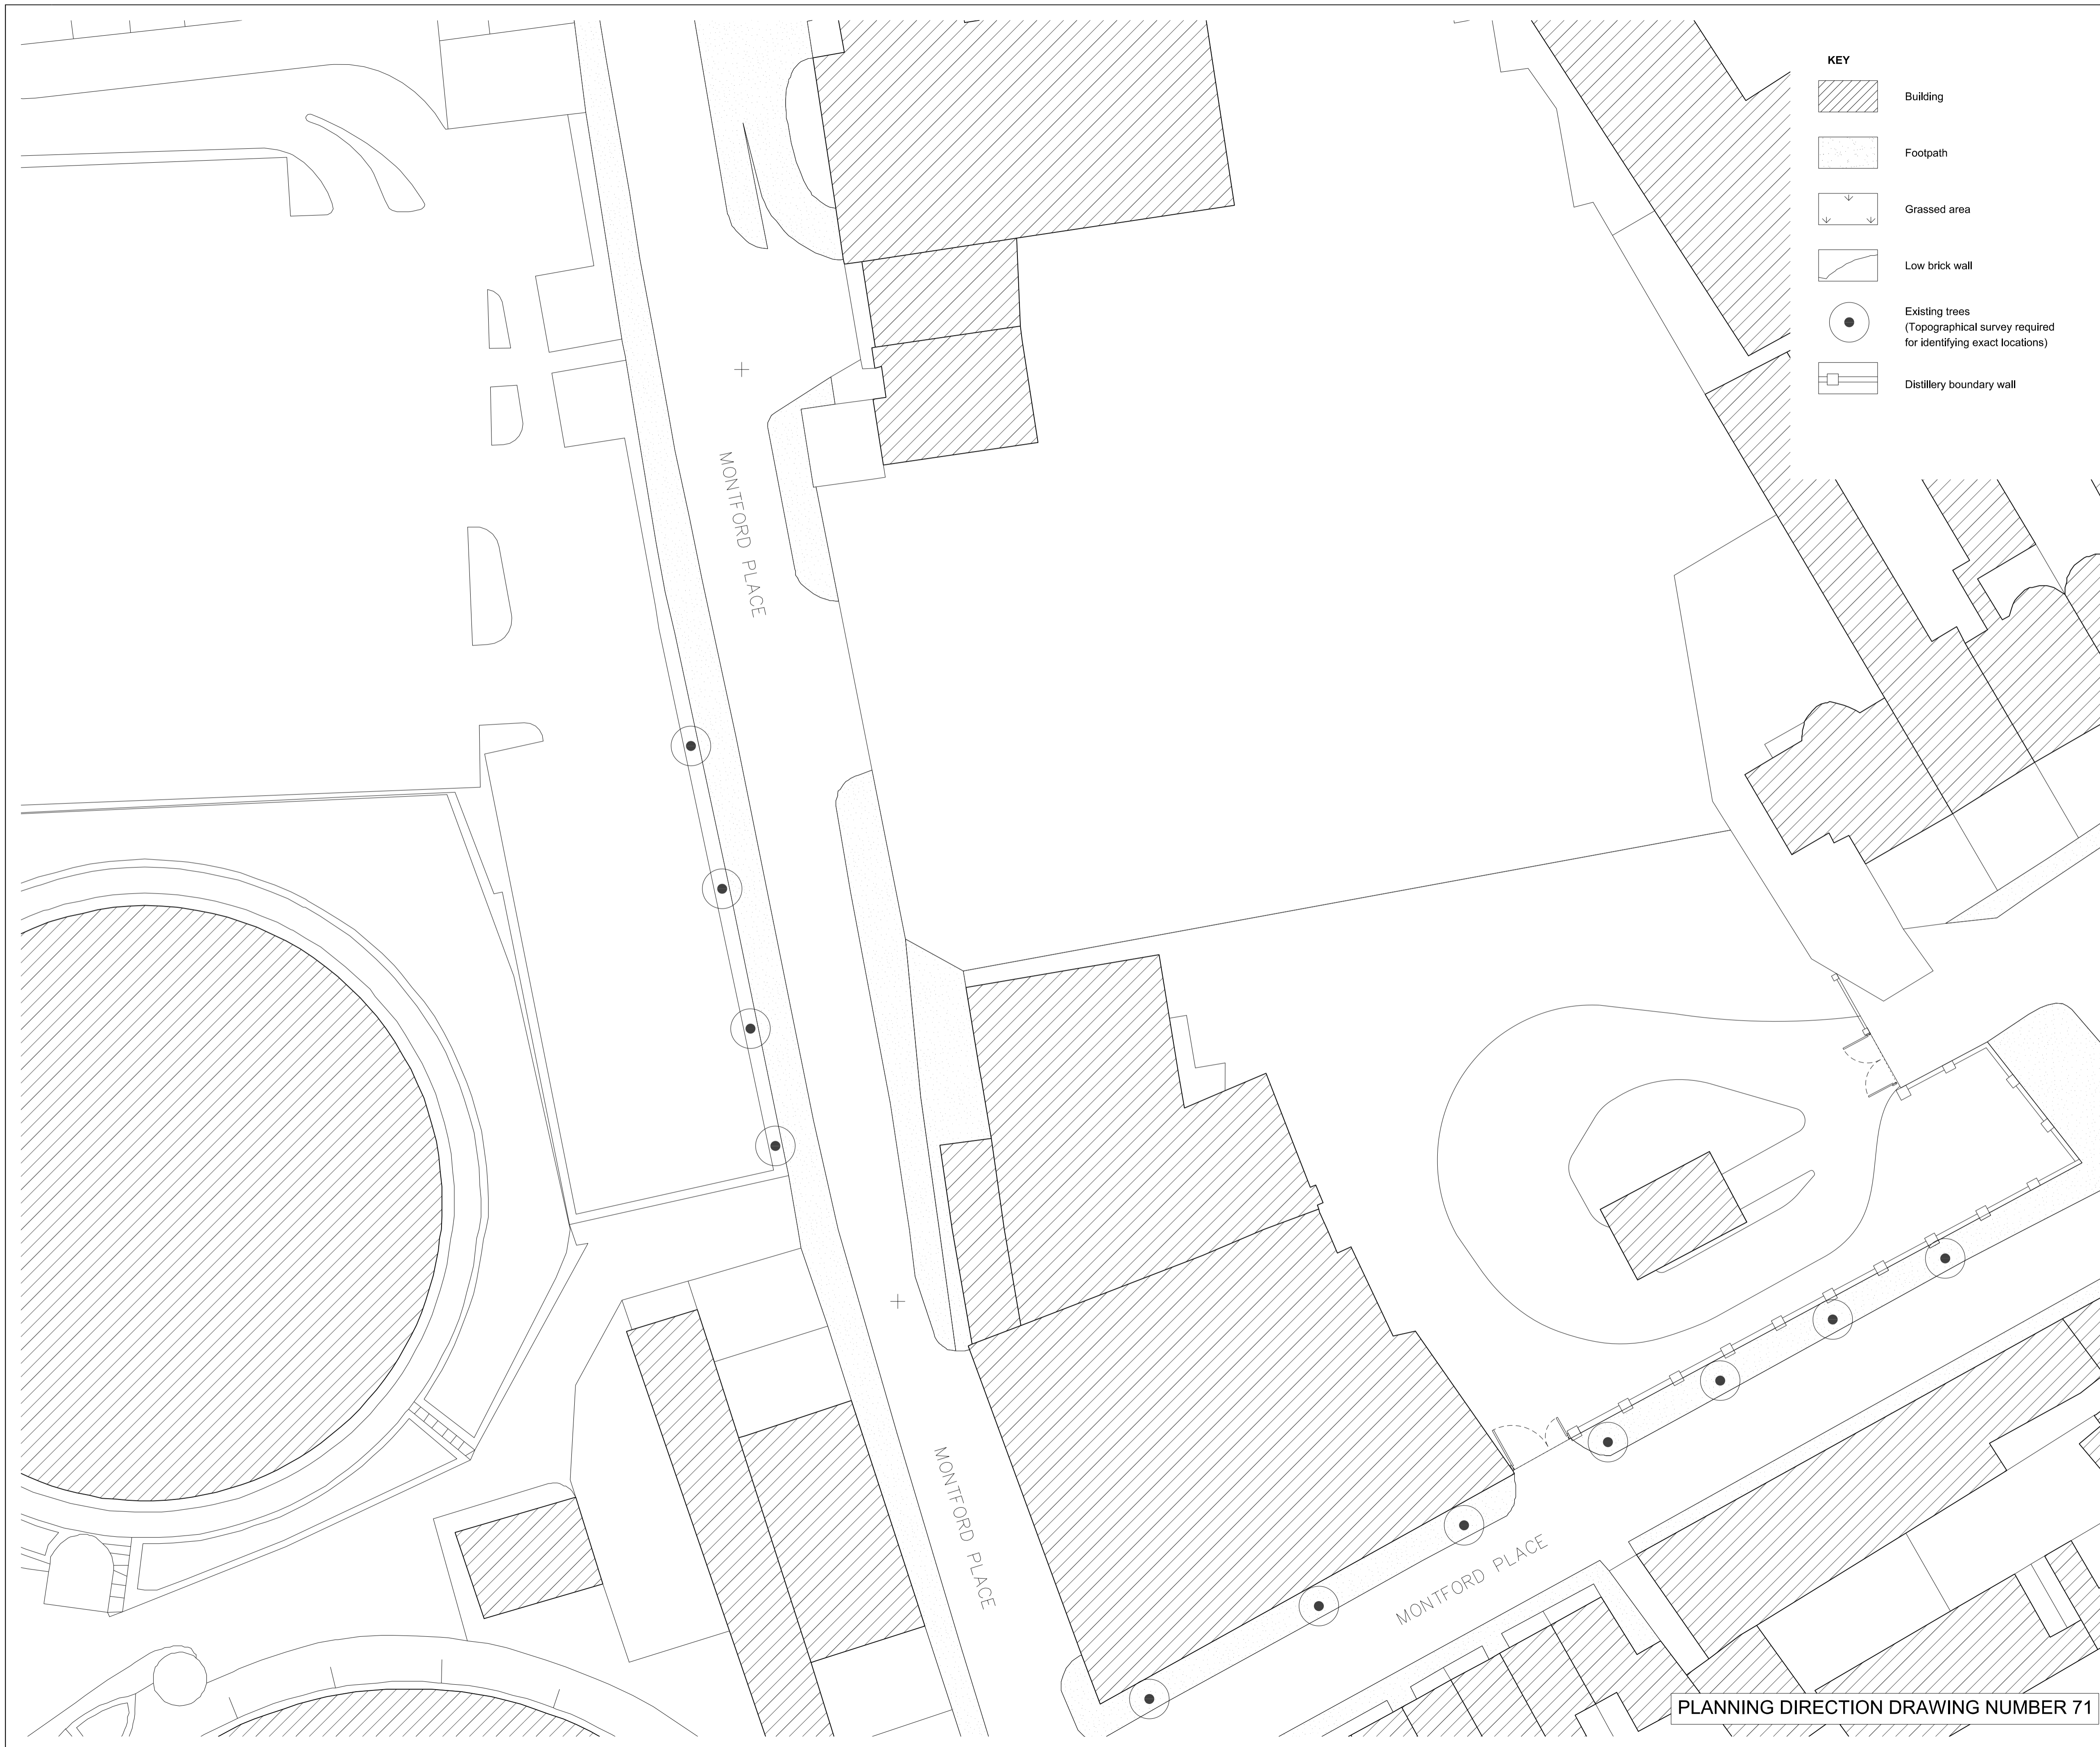 KEY
Building
Footpath
Grassed area
Low brick wall
Existing trees
(Topographical survey required
for identifying exact locations)
Distillery boundary wall
MONTFORD PLACE
MONTFORD PLACE
MONTFORD PLACE
PLANNING DIRECTION DRAWING NUMBER 71